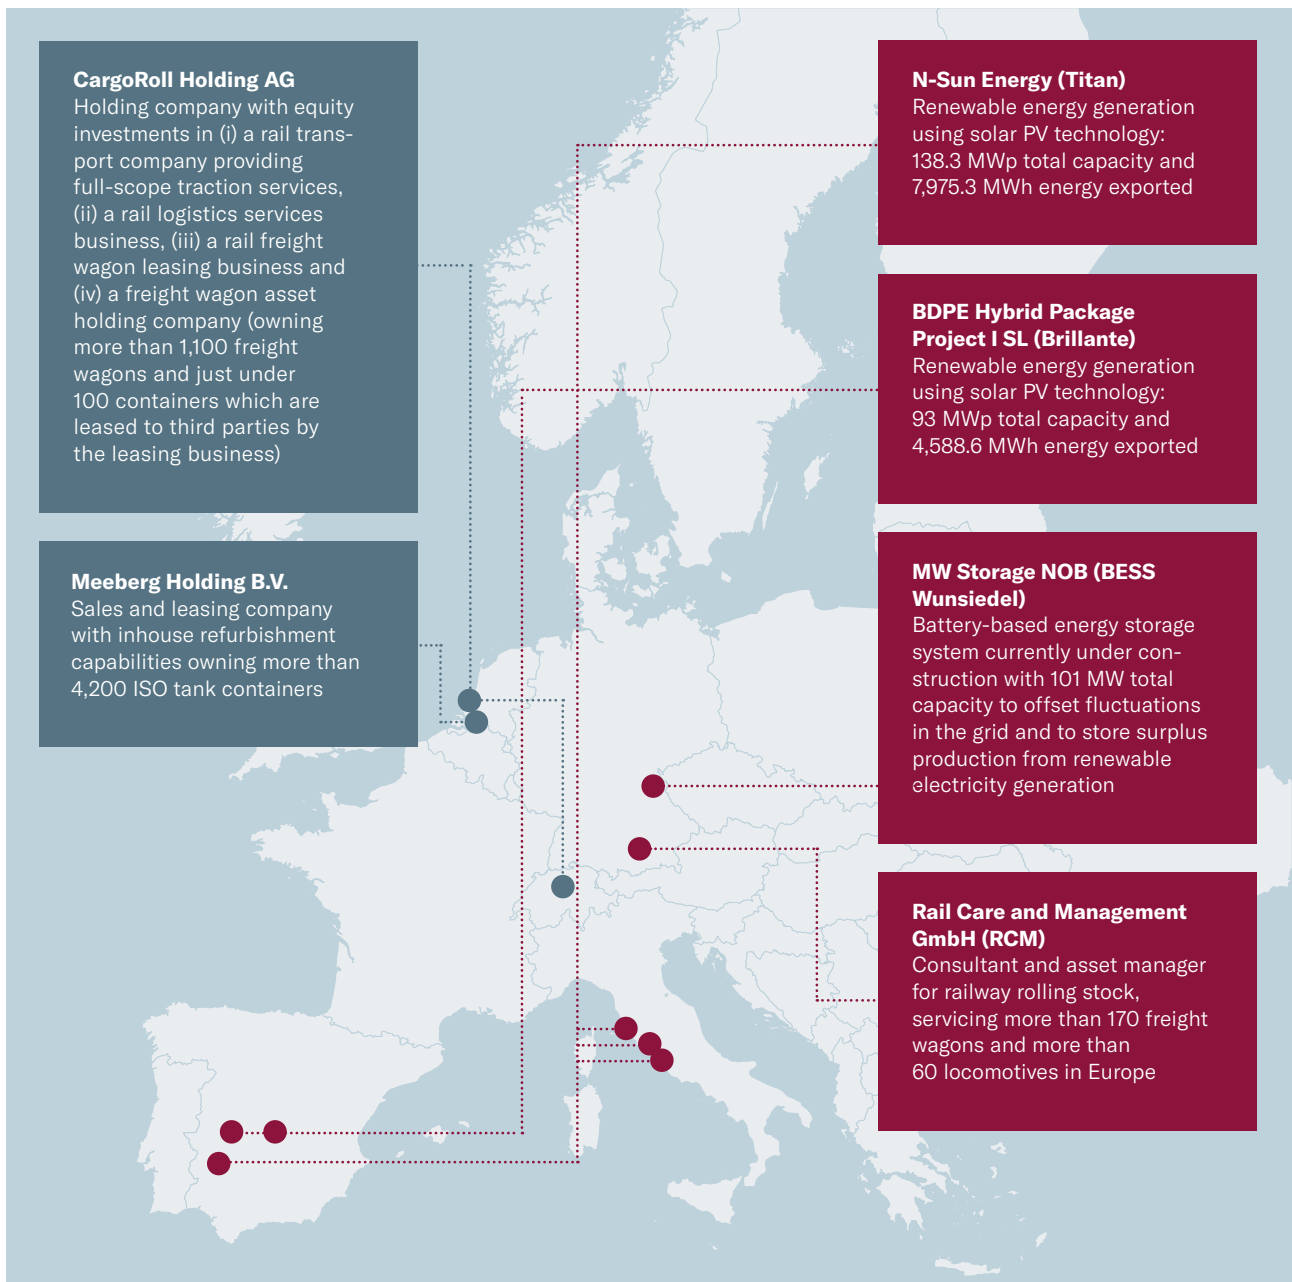 CargoRoll Holding AG
Holding company with equity
investments in (i) a rail trans-
port company providing
full-scope traction services,
(ii) a rail logistics services
business, (iii) a rail freight
wagon leasing business and
(iv) a freight wagon asset
holding company (owning
more than 1,100 freight
wagons and just under
100 containers which are
leased to third parties by
the leasing business)
Meeberg Holding B.V.
Sales and leasing company
with inhouse refurbishment
capabilities owning more than
4,200 ISO tank containers
N-Sun Energy (Titan)
Renewable energy generation
using solar PV technology:
138.3 MWp total capacity and
7,975.3 MWh energy exported
BDPE Hybrid Package
Project I SL (Brillante)
Renewable energy generation
using solar PV technology:
93 MWp total capacity and
4,588.6 MWh energy exported
MW Storage NOB (BESS
Wunsiedel)
Battery-based energy storage
system currently under con-
struction with 101 MW total
capacity to offset fluctuations
in the grid and to store surplus
production from renewable
electricity generation
Rail Care and Management
GmbH (RCM)
Consultant and asset manager
for railway rolling stock,
servicing more than 170 freight
wagons and more than
60 locomotives in Europe